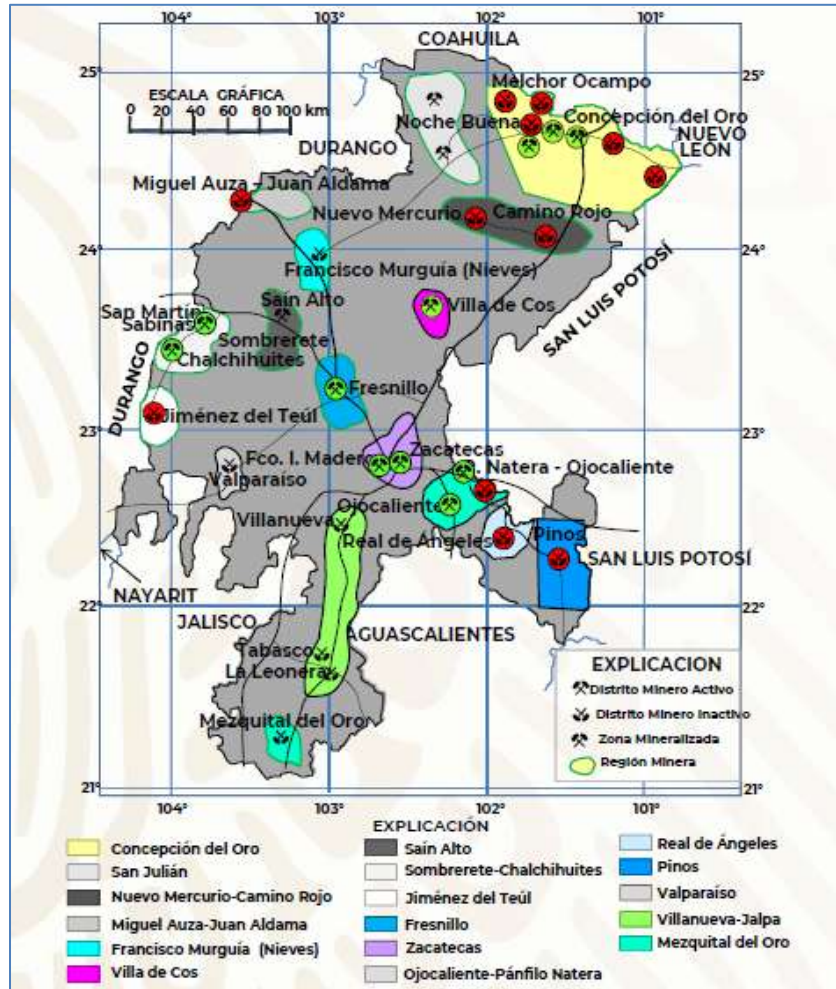 104° 103° 102° 101°
COAHUILA
25° 25°
ESCALA GRÁFICA
0 20 40 60 80 100 km
Melchor Ocampo
Noche Buena
Concepción del Oro
NUEVO
LEÓN
DURANGO
Miguel Auza - Juan Aldama
Nuevo Mercurio
Camino Rojo
24° 24°
Francisco Murguía (Nieves)
Saín Alto
Villa de Cos
SAN LUIS POTOSÍ
San Martín
Sabinas
Sombrerete
Chalchihuites
DURANGO
Fresnillo
Jiménez del Teúl
23° 23°
Fco. I. Madero
Zacatecas
. Natera - Ojocaliente
Valparaíso
Ojocaliente
Villanueva
Real de Ángeles
Pinos
SAN LUIS POTOSÍ
NAYARIT
22° 22°
JALISCO
AGUASCALIENTES
Tabasco
La Leonera
Mezquital del Oro
EXPLICACION
Distrito Minero Activo
Distrito Minero Inactivo
Zona Mineralizada
Región Minera
21° 21°
104° 103° 102° 101°
EXPLICACIÓN
Concepción del Oro
San Julián
Nuevo Mercurio-Camino Rojo
Miguel Auza-Juan Aldama
Francisco Murguía (Nieves)
Villa de Cos
Saín Alto
Sombrerete-Chalchihuites
Jiménez del Teúl
Fresnillo
Zacatecas
Ojocaliente-Pánfilo Natera
Real de Ángeles
Pinos
Valparaíso
Villanueva-Jalpa
Mezquital del Oro